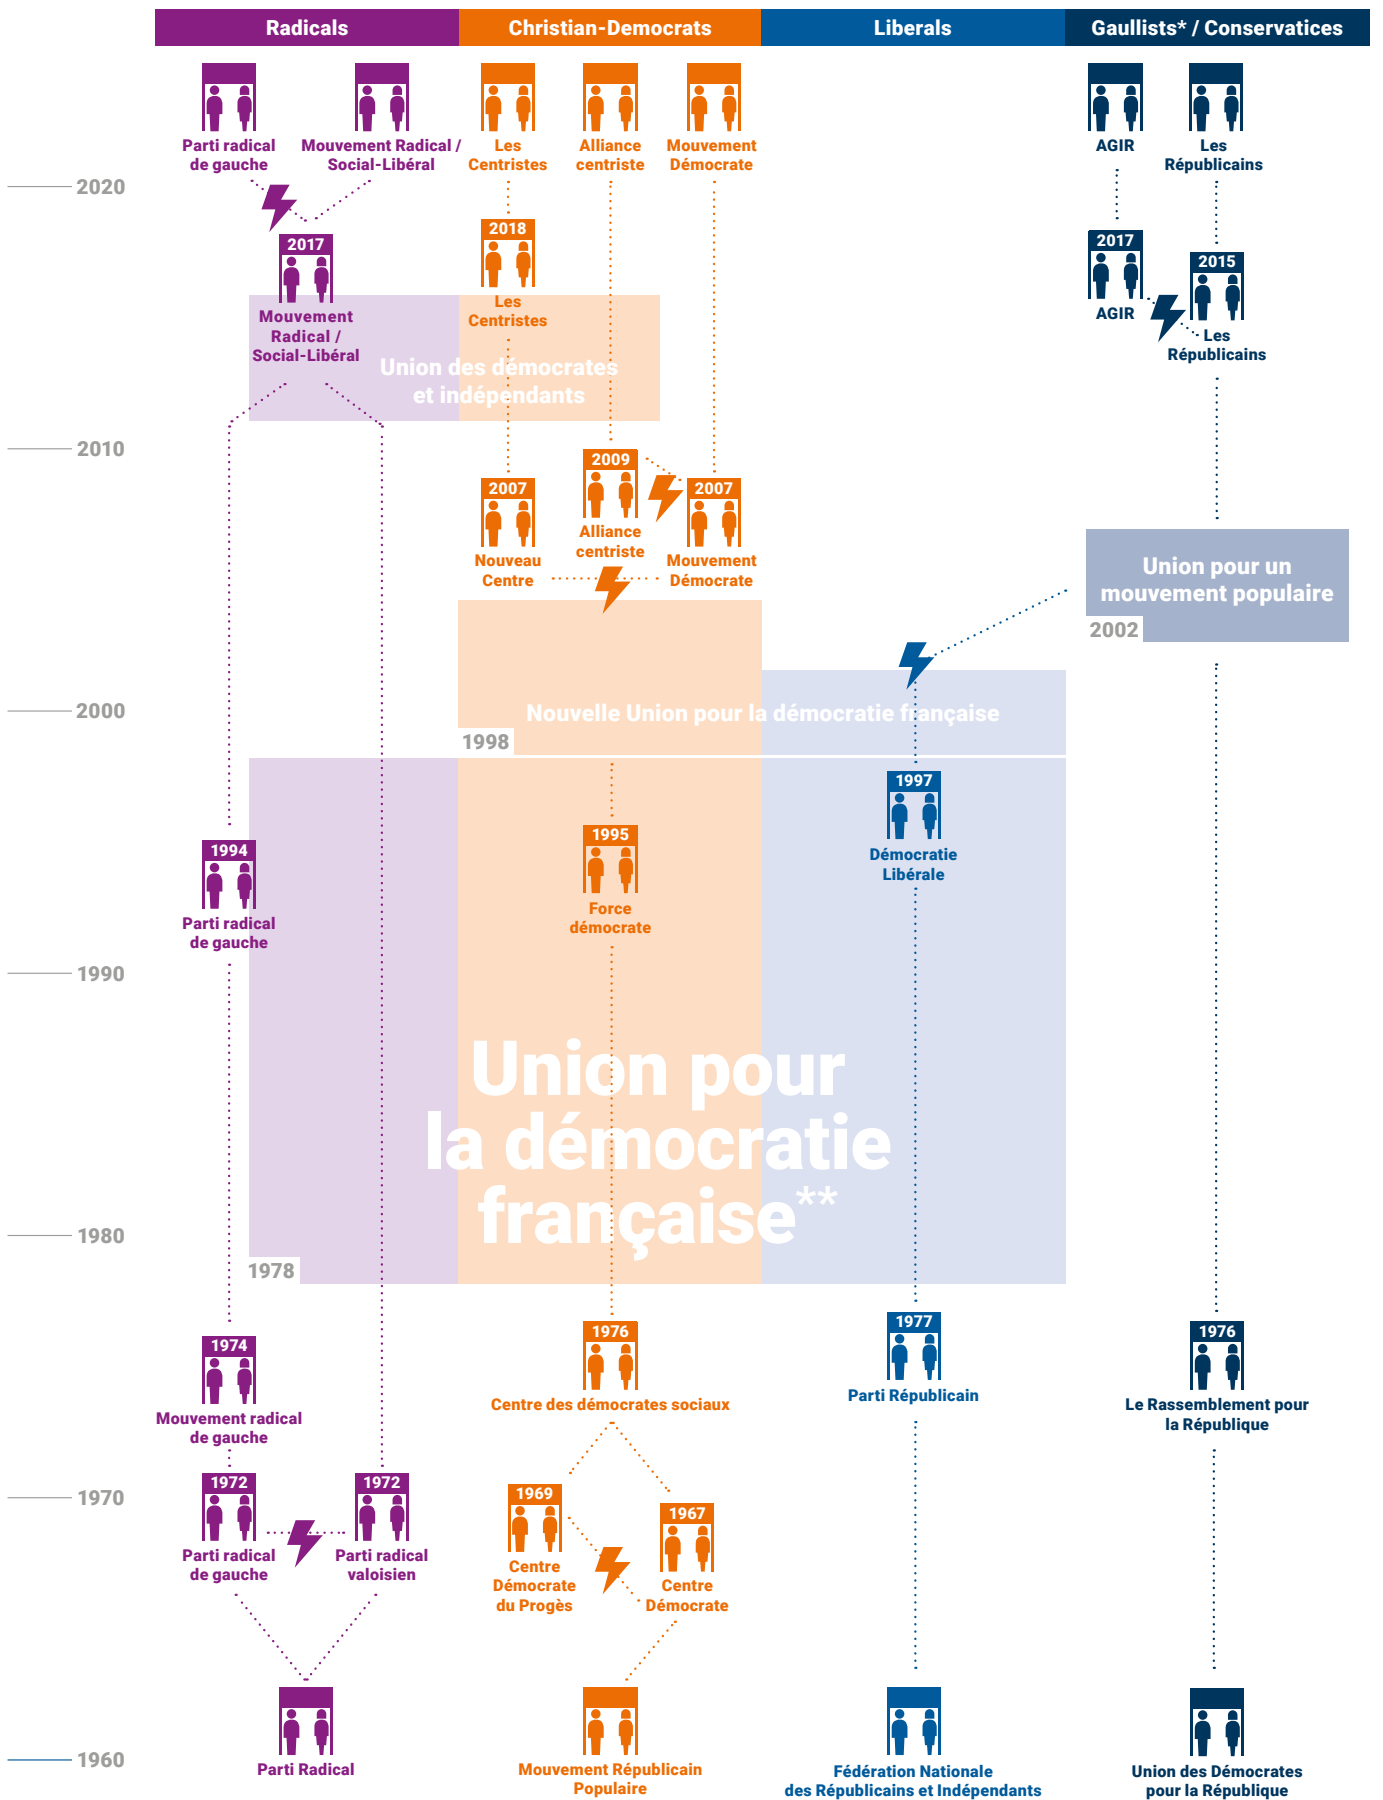 Radicals
Christian-Democrats
Liberals
Gaullists* / Conservatices
Parti radical
de gauche
Mouvement Radical /
Social-Libéral
Les
Centristes
Alliance
centriste
Mouvement
Démocrate
AGIR
Les
Républicains
2020
2017
Mouvement
Radical /
Social-Libéral
2018
Les
Centristes
2017
AGIR
2015
Les
Républicains
Union des démocrates
et indépendants
2010
2007
Nouveau
Centre
2009
Alliance
centriste
2007
Mouvement
Démocrate
Union pour un
mouvement populaire
2002
2000
Nouvelle Union pour la démocratie française
1998
1997
Démocratie
Libérale
1994
Parti radical
de gauche
1995
Force
démocrate
1990
Union pour
la démocratie
française**
1980
1978
1974
Mouvement radical
de gauche
1976
Centre des démocrates sociaux
1977
Parti Républicain
1976
Le Rassemblement pour
la République
1970
1972
Parti radical
de gauche
1972
Parti radical
valoisien
1969
Centre
Démocrate
du Progès
1967
Centre
Démocrate
1960
Parti Radical
Mouvement Républicain
Populaire
Fédération Nationale
des Républicains et Indépendants
Union des Démocrates
pour la République